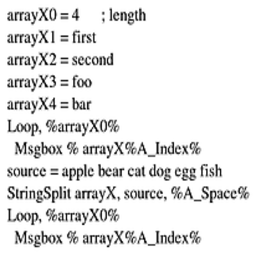 arrayX0 = 4 ; length
arrayX1 = first
arrayX2 = second
arrayX3 = foo
arrayX4 = bar
Loop, %arrayX0%
Msgbox % arrayX%A_Index%
source = apple bear cat dog egg fish
StringSplit arrayX, source, %A_Space%
Loop, %arrayX0%
Msgbox % arrayX%A_Index%